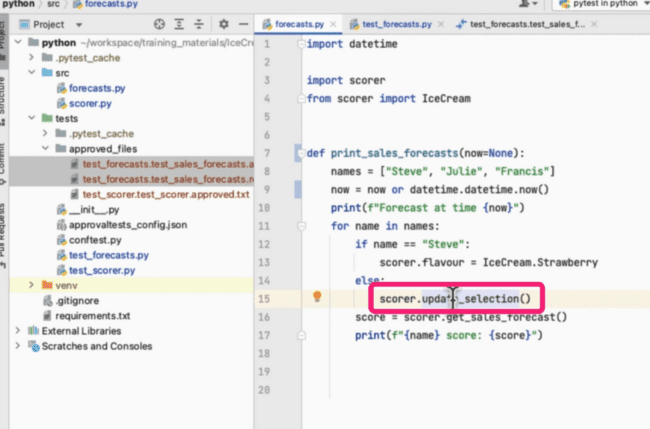 python › src › forecasts.py
pytest in python
Project
forecasts.py
test_forecasts.py
test_forecasts.test_sales_f...
Project
Structure
Commit
Pull Requests
python ~/workspace/training_materials/IceCre
.pytest_cache
src
forecasts.py
scorer.py
tests
.pytest_cache
approved_files
test_forecasts.test_sales_forecasts.a
test_forecasts.test_sales_forecasts.re
test_scorer.test_scorer.approved.txt
__init__.py
approvaltests_config.json
conftest.py
test_forecasts.py
test_scorer.py
venv
.gitignore
requirements.txt
External Libraries
Scratches and Consoles
1 import datetime
2
3 import scorer
4 from scorer import IceCream
5
6
7 def print_sales_forecasts(now=None):
8 names = ["Steve", "Julie", "Francis"]
9 now = now or datetime.datetime.now()
10 print(f"Forecast at time {now}")
11 for name in names:
12 if name == "Steve":
13 scorer.flavour = IceCream.Strawberry
14 else:
15 scorer.update_selection()
16 score = scorer.get_sales_forecast()
17 print(f"{name} score: {score}")
18
19
20